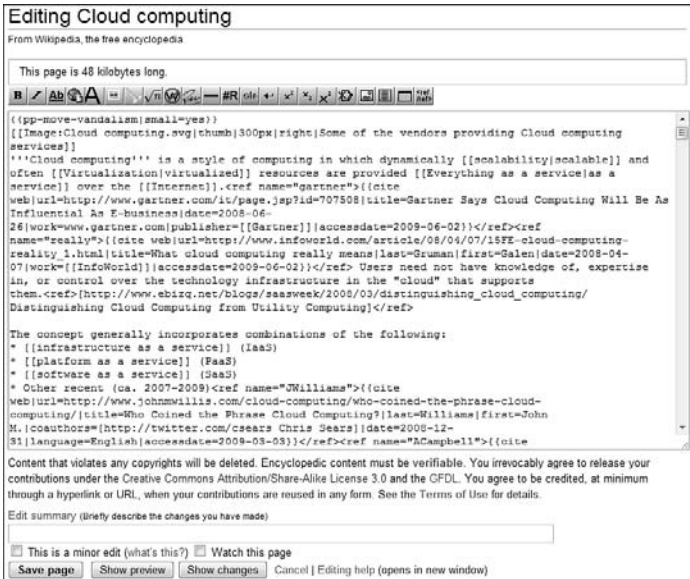 Editing Cloud computing
From Wikipedia, the free encyclopedia
This page is 48 kilobytes long.
{{pp-move-vandalism|small=yes}}
[[Image:Cloud computing.svg|thumb|300px|right|Some of the vendors providing Cloud computing
services]]
'''Cloud computing''' is a style of computing in which dynamically [[scalability|scalable]] and
often [[Virtualization|virtualized]] resources are provided [[Everything as a service|as a
service]] over the [[Internet]].<ref name="gartner">{{cite
web|url=http://www.gartner.com/it/page.jsp?id=707508|title=Gartner Says Cloud Computing Will Be As
Influential As E-business|date=2008-06-
26|work=www.gartner.com|publisher=[[Gartner]]|accessdate=2009-06-02}}</ref><ref
name="really">{{cite web|url=http://www.infoworld.com/article/08/04/07/15FE-cloud-computing-
reality_1.html|title=What cloud computing really means|last=Gruman|first=Galen|date=2008-04-
07|work=[[InfoWorld]]|accessdate=2009-06-02}}</ref> Users need not have knowledge of, expertise
in, or control over the technology infrastructure in the "cloud" that supports
them.<ref>[http://www.ebizq.net/blogs/saasweek/2008/03/distinguishing_cloud_computing/
Distinguishing Cloud Computing from Utility Computing]</ref>
The concept generally incorporates combinations of the following:
* [[infrastructure as a service]] (IaaS)
* [[platform as a service]] (PaaS)
* [[software as a service]] (SaaS)
* Other recent (ca. 2007-2009)<ref name="JWilliams">{{cite
web|url=http://www.johnmwillis.com/cloud-computing/who-coined-the-phrase-cloud-
computing/|title=Who Coined the Phrase Cloud Computing?|last=Williams|first=John
M.|coauthors=[http://twitter.com/csears Chris Sears]|date=2008-12-
31|language=English|accessdate=2009-03-03}}</ref><ref name="ACampbell">{{cite
Content that violates any copyrights will be deleted. Encyclopedic content must be verifiable. You irrevocably agree to release your
contributions under the Creative Commons Attribution/Share-Alike License 3.0 and the GFDL. You agree to be credited, at minimum
through a hyperlink or URL, when your contributions are reused in any form. See the Terms of Use for details.
Edit summary (Briefly describe the changes you have made)
This is a minor edit (what's this?) Watch this page
Save page Show preview Show changes Cancel | Editing help (opens in new window)